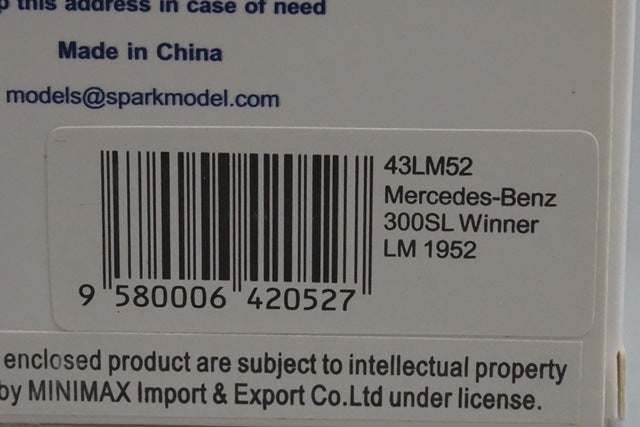 this address in case of need
Made in China
models@sparkmodel.com
43LM52
Mercedes-Benz
300SL Winner
LM 1952
9 580006 420527
enclosed product are subject to intellectual property
by MINIMAX Import & Export Co.Ltd under license.